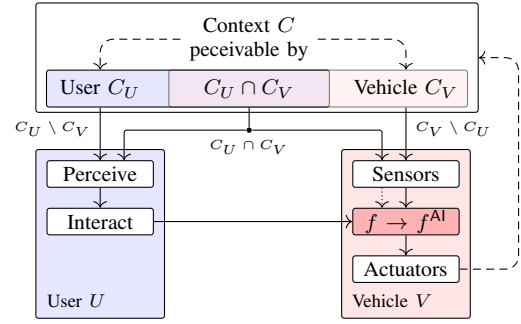 Context C
peceivable by
User C_U
C_U ∩ C_V
Vehicle C_V
C_U \ C_V
C_U ∩ C_V
C_V \ C_U
Perceive
Sensors
Interact
f → f^AI
Actuators
User U
Vehicle V